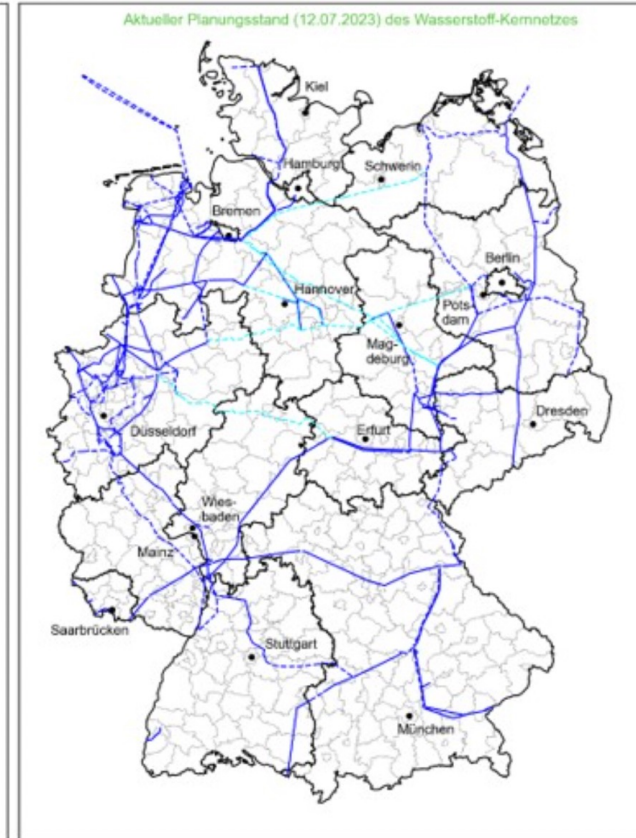 Aktueller Planungsstand (12.07.2023) des Wasserstoff-Kernnetzes
Kiel
Hamburg
Schwerin
Bremen
Berlin
Hannover
Pots-
dam
Mag-
deburg
Düsseldorf
Erfurt
Dresden
Wies-
baden
Mainz
Saarbrücken
Stuttgart
München